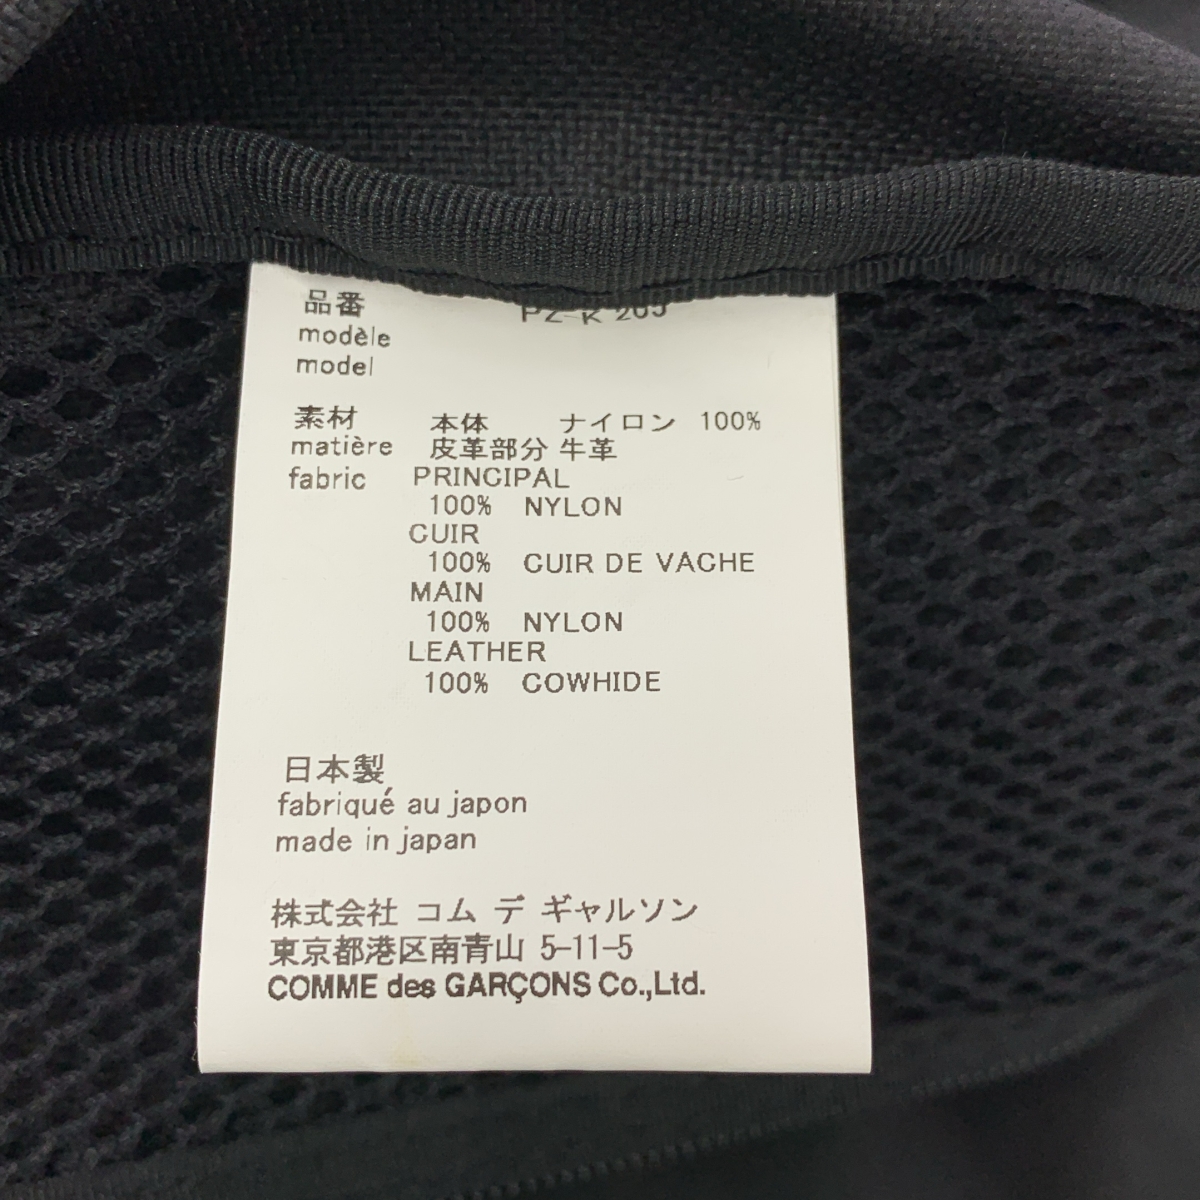 品番
modèle
model
素材 本体 ナイロン 100%
matière 皮革部分 牛革
fabric PRINCIPAL
100% NYLON
CUIR
100% CUIR DE VACHE
MAIN
100% NYLON
LEATHER
100% COWHIDE
日本製
fabriqué au japon
made in japan
株式会社 コム デ ギャルソン
東京都港区南青山 5-11-5
COMME des GARÇONS Co.,Ltd.